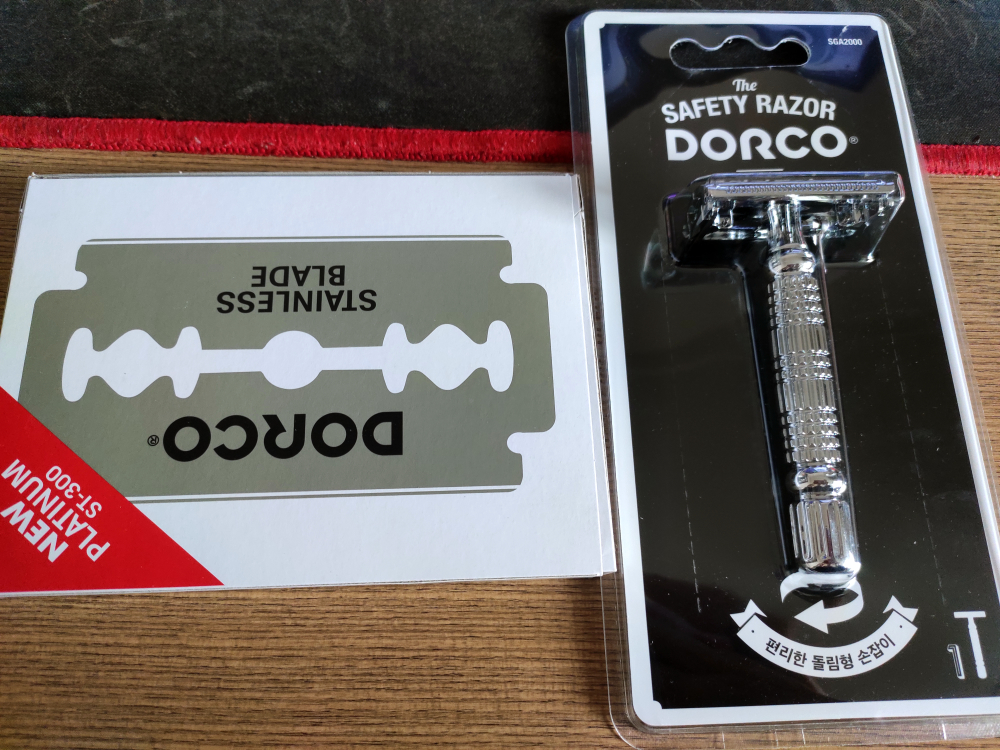 STAINLESS
BLADE
DORCO®
NEW
PLATINUM
ST-300
SGA2000
The
SAFETY RAZOR
DORCO®
편리한 돌림형 손잡이
1